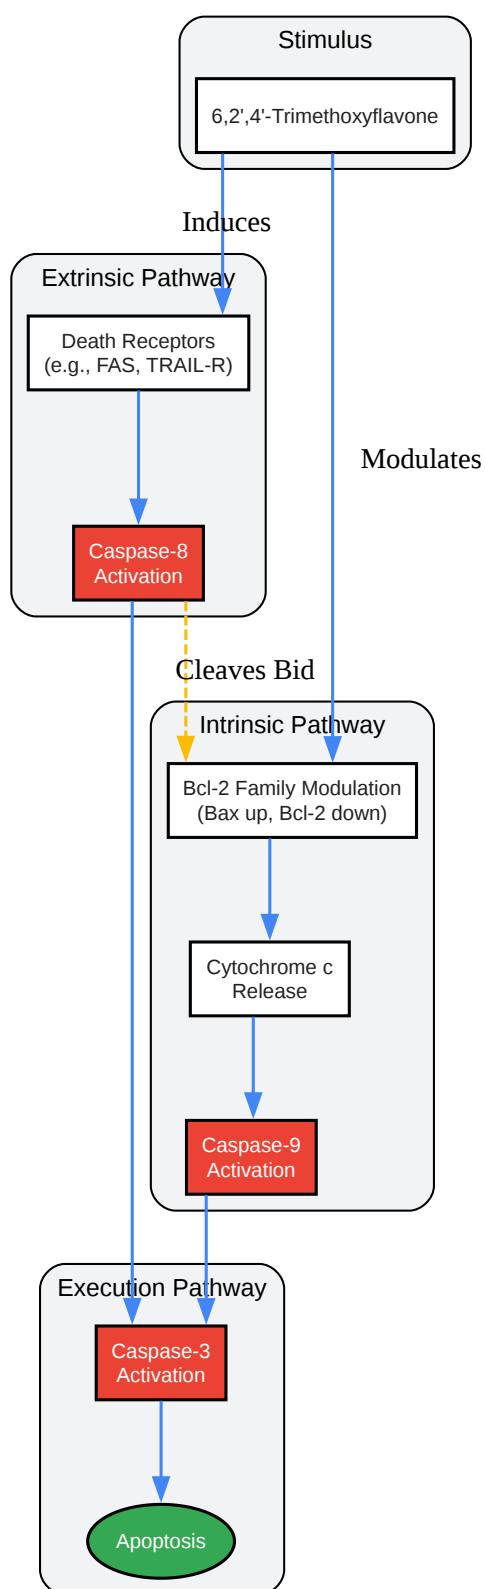 Stimulus
6,2',4'-Trimethoxyflavone
Induces
Extrinsic Pathway
Death Receptors
(e.g., FAS, TRAIL-R)
Modulates
Caspase-8
Activation
Cleaves Bid
Intrinsic Pathway
Bcl-2 Family Modulation
(Bax up, Bcl-2 down)
Cytochrome c
Release
Caspase-9
Activation
Execution Pathway
Caspase-3
Activation
Apoptosis